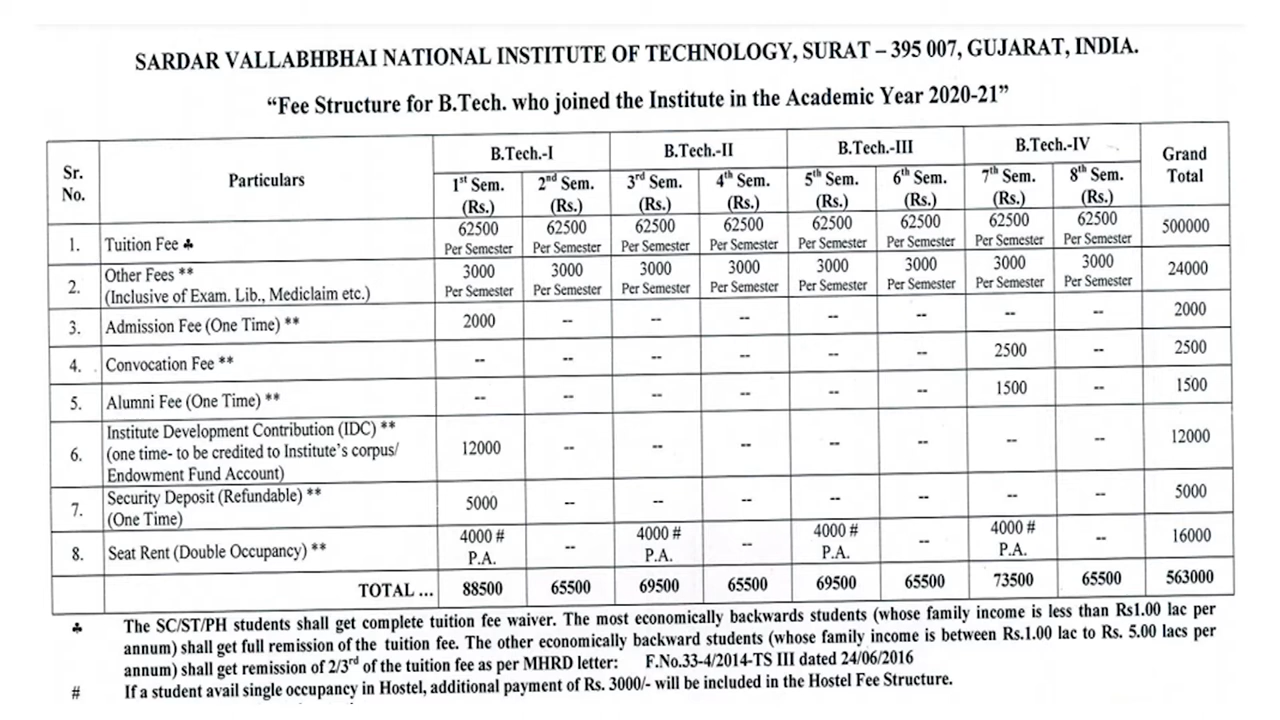 SARDAR VALLABHBHAI NATIONAL INSTITUTE OF TECHNOLOGY, SURAT – 395 007, GUJARAT, INDIA.
“Fee Structure for B.Tech. who joined the Institute in the Academic Year 2020-21”
Sr. No. Particulars B.Tech.-I B.Tech.-II B.Tech.-III B.Tech.-IV Grand Total
1st Sem. (Rs.) 2nd Sem. (Rs.) 3rd Sem. (Rs.) 4th Sem. (Rs.) 5th Sem. (Rs.) 6th Sem. (Rs.) 7th Sem. (Rs.) 8th Sem. (Rs.)
1. Tuition Fee ♣ 62500 62500 62500 62500 62500 62500 62500 62500 500000
Per Semester Per Semester Per Semester Per Semester Per Semester Per Semester Per Semester Per Semester
2. Other Fees ** 3000 3000 3000 3000 3000 3000 3000 3000 24000
(Inclusive of Exam. Lib., Mediclaim etc.) Per Semester Per Semester Per Semester Per Semester Per Semester Per Semester Per Semester Per Semester
3. Admission Fee (One Time) ** 2000 -- -- -- -- -- -- -- 2000
4. Convocation Fee ** -- -- -- -- -- -- 2500 -- 2500
5. Alumni Fee (One Time) ** -- -- -- -- -- -- 1500 -- 1500
6. Institute Development Contribution (IDC) **
(one time- to be credited to Institute’s corpus/ 12000 -- -- -- -- -- -- -- 12000
Endowment Fund Account)
7. Security Deposit (Refundable) ** 5000 -- -- -- -- -- -- -- 5000
(One Time)
8. Seat Rent (Double Occupancy) ** 4000 # P.A. -- 4000 # P.A. -- 4000 # P.A. -- 4000 # P.A. -- 16000
TOTAL ... 88500 65500 69500 65500 69500 65500 73500 65500 563000
♣ The SC/ST/PH students shall get complete tuition fee waiver. The most economically backwards students (whose family income is less than Rs1.00 lac per
annum) shall get full remission of the tuition fee. The other economically backward students (whose family income is between Rs.1.00 lac to Rs. 5.00 lacs per
annum) shall get remission of 2/3rd of the tuition fee as per MHRD letter: F.No.33-4/2014-TS III dated 24/06/2016
# If a student avail single occupancy in Hostel, additional payment of Rs. 3000/- will be included in the Hostel Fee Structure.